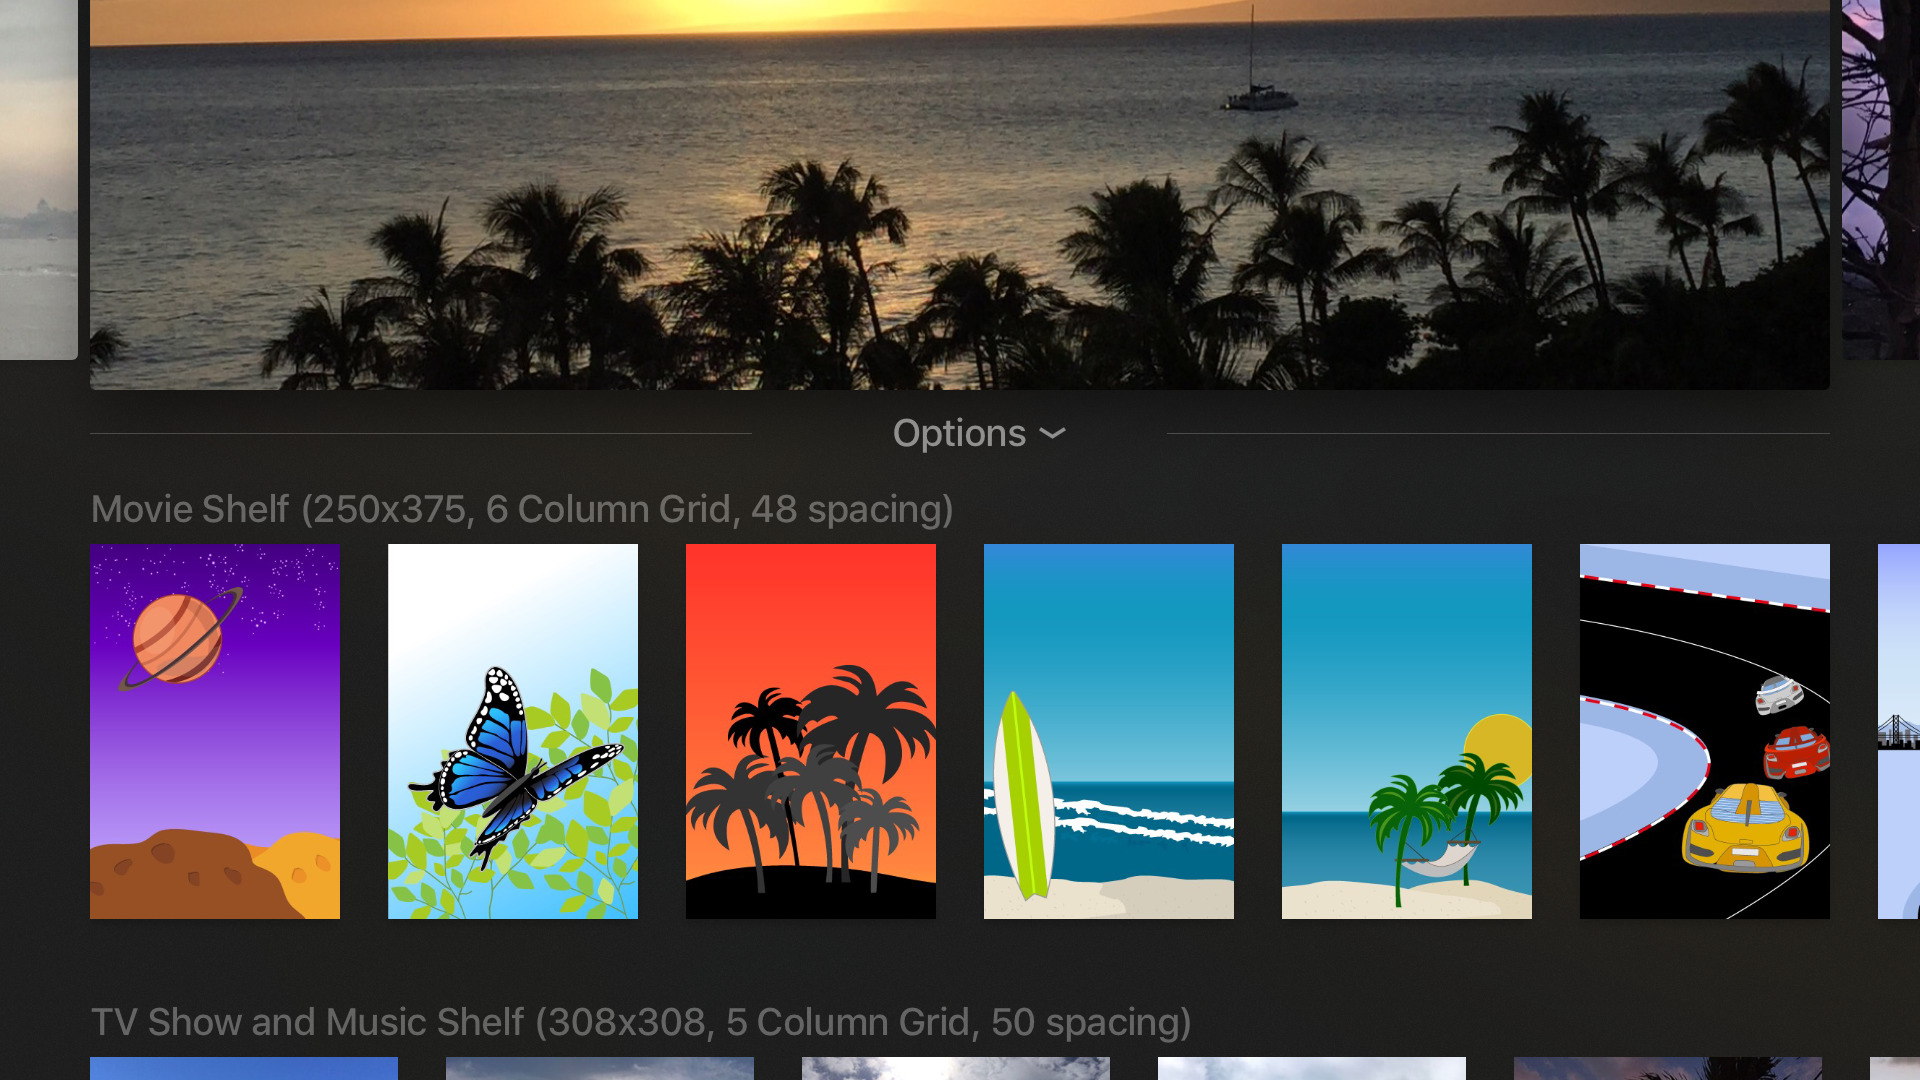 Options
Movie Shelf (250x375, 6 Column Grid, 48 spacing)
TV Show and Music Shelf (308x308, 5 Column Grid, 50 spacing)